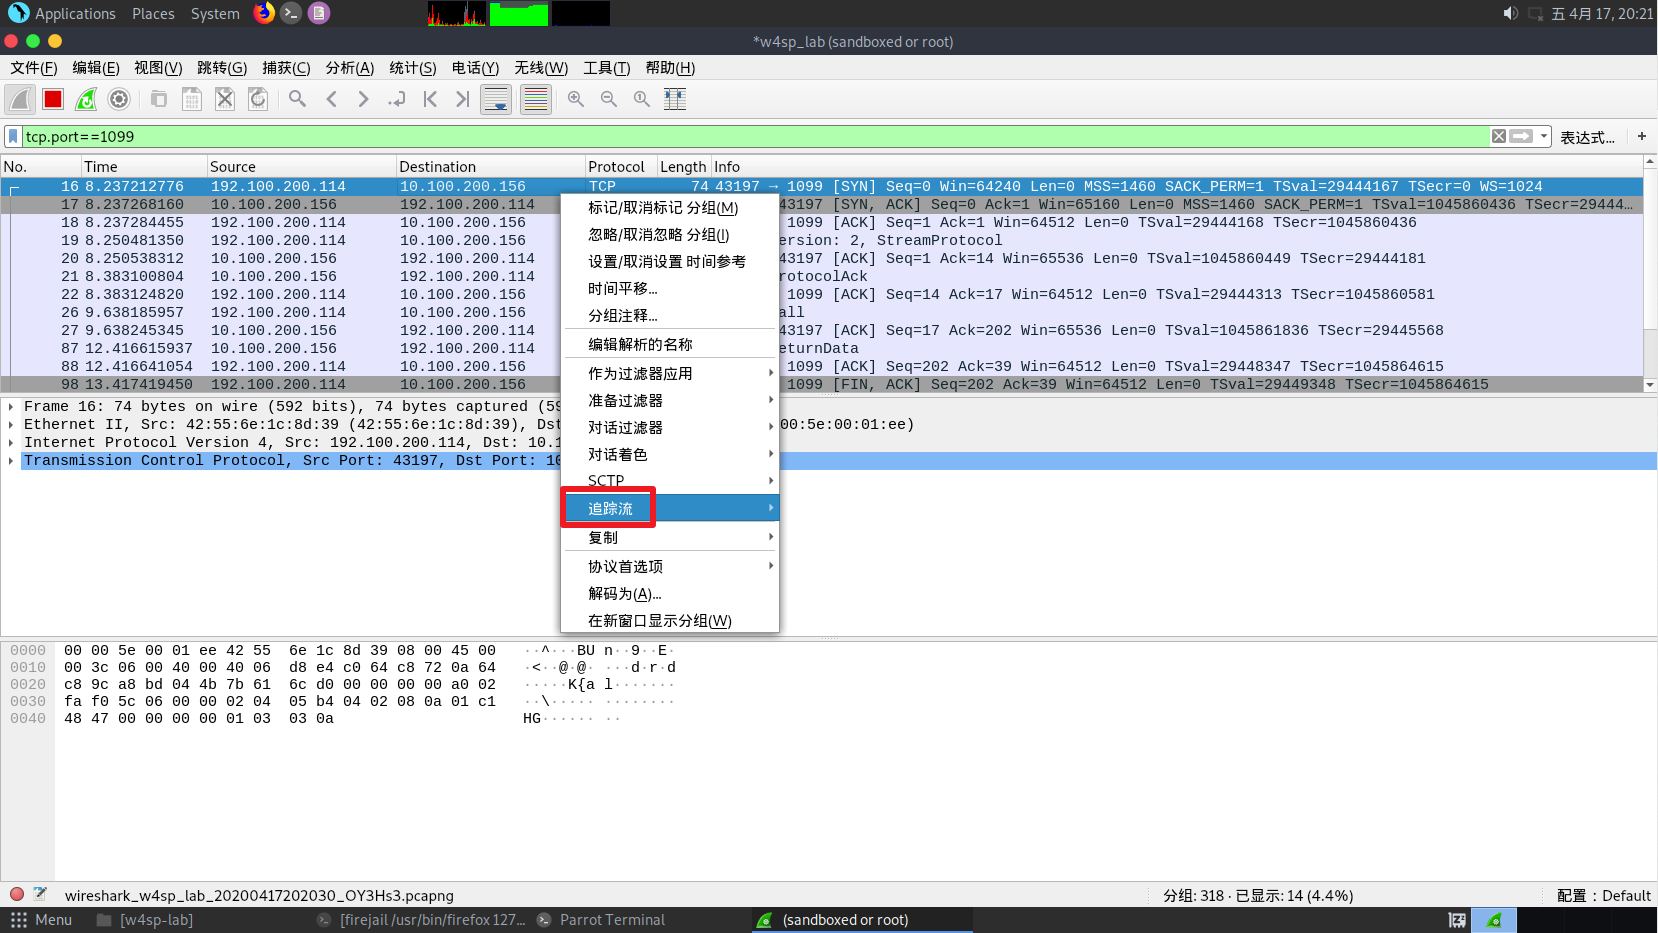 Applications Places System 五 4月 17, 20:21
*w4sp_lab (sandboxed or root)
文件(F) 编辑(E) 视图(V) 跳转(G) 捕获(C) 分析(A) 统计(S) 电话(Y) 无线(W) 工具(T) 帮助(H)
tcp.port==1099 表达式… +
No. Time Source Destination Protocol Length Info
16 8.237212776 192.100.200.114 10.100.200.156 TCP 74 43197 → 1099 [SYN] Seq=0 Win=64240 Len=0 MSS=1460 SACK_PERM=1 TSval=29444167 TSecr=0 WS=1024
17 8.237268160 10.100.200.156 192.100.200.114 43197 [SYN, ACK] Seq=0 Ack=1 Win=65160 Len=0 MSS=1460 SACK_PERM=1 TSval=1045860436 TSecr=29444…
18 8.237284455 192.100.200.114 10.100.200.156 1099 [ACK] Seq=1 Ack=1 Win=64512 Len=0 TSval=29444168 TSecr=1045860436
19 8.250481350 192.100.200.114 10.100.200.156 ersion: 2, StreamProtocol
20 8.250538312 10.100.200.156 192.100.200.114 43197 [ACK] Seq=1 Ack=14 Win=65536 Len=0 TSval=1045860449 TSecr=29444181
21 8.383100804 10.100.200.156 192.100.200.114 rotocolAck
22 8.383124820 192.100.200.114 10.100.200.156 1099 [ACK] Seq=14 Ack=17 Win=64512 Len=0 TSval=29444313 TSecr=1045860581
26 9.638185957 192.100.200.114 10.100.200.156 all
27 9.638245345 10.100.200.156 192.100.200.114 43197 [ACK] Seq=17 Ack=202 Win=65536 Len=0 TSval=1045861836 TSecr=29445568
87 12.416615937 10.100.200.156 192.100.200.114 eturnData
88 12.416641054 192.100.200.114 10.100.200.156 1099 [ACK] Seq=202 Ack=39 Win=64512 Len=0 TSval=29448347 TSecr=1045864615
98 13.417419450 192.100.200.114 10.100.200.156 1099 [FIN, ACK] Seq=202 Ack=39 Win=64512 Len=0 TSval=29449348 TSecr=1045864615
标记/取消标记 分组(M)
忽略/取消忽略 分组(I)
设置/取消设置 时间参考
时间平移…
分组注释…
编辑解析的名称
作为过滤器应用
准备过滤器
对话过滤器
对话着色
SCTP
追踪流
复制
协议首选项
解码为(A)…
在新窗口显示分组(W)
Frame 16: 74 bytes on wire (592 bits), 74 bytes captured (59
Ethernet II, Src: 42:55:6e:1c:8d:39 (42:55:6e:1c:8d:39), Dst 00:5e:00:01:ee)
Internet Protocol Version 4, Src: 192.100.200.114, Dst: 10.1
Transmission Control Protocol, Src Port: 43197, Dst Port: 10
0000 00 00 5e 00 01 ee 42 55 6e 1c 8d 39 08 00 45 00 ··^···BU n··9··E·
0010 00 3c 06 00 40 00 40 06 d8 e4 c0 64 c8 72 0a 64 ·<··@·@· ···d·r·d
0020 c8 9c a8 bd 04 4b 7b 61 6c d0 00 00 00 00 a0 02 ·····K{a l·······
0030 fa f0 5c 06 00 00 02 04 05 b4 04 02 08 0a 01 c1 ··\····· ········
0040 48 47 00 00 00 00 01 03 03 0a HG······ ··
wireshark_w4sp_lab_20200417202030_OY3Hs3.pcapng 分组: 318 · 已显示: 14 (4.4%) 配置：Default
Menu [w4sp-lab] [firejail /usr/bin/firefox 127… Parrot Terminal (sandboxed or root)